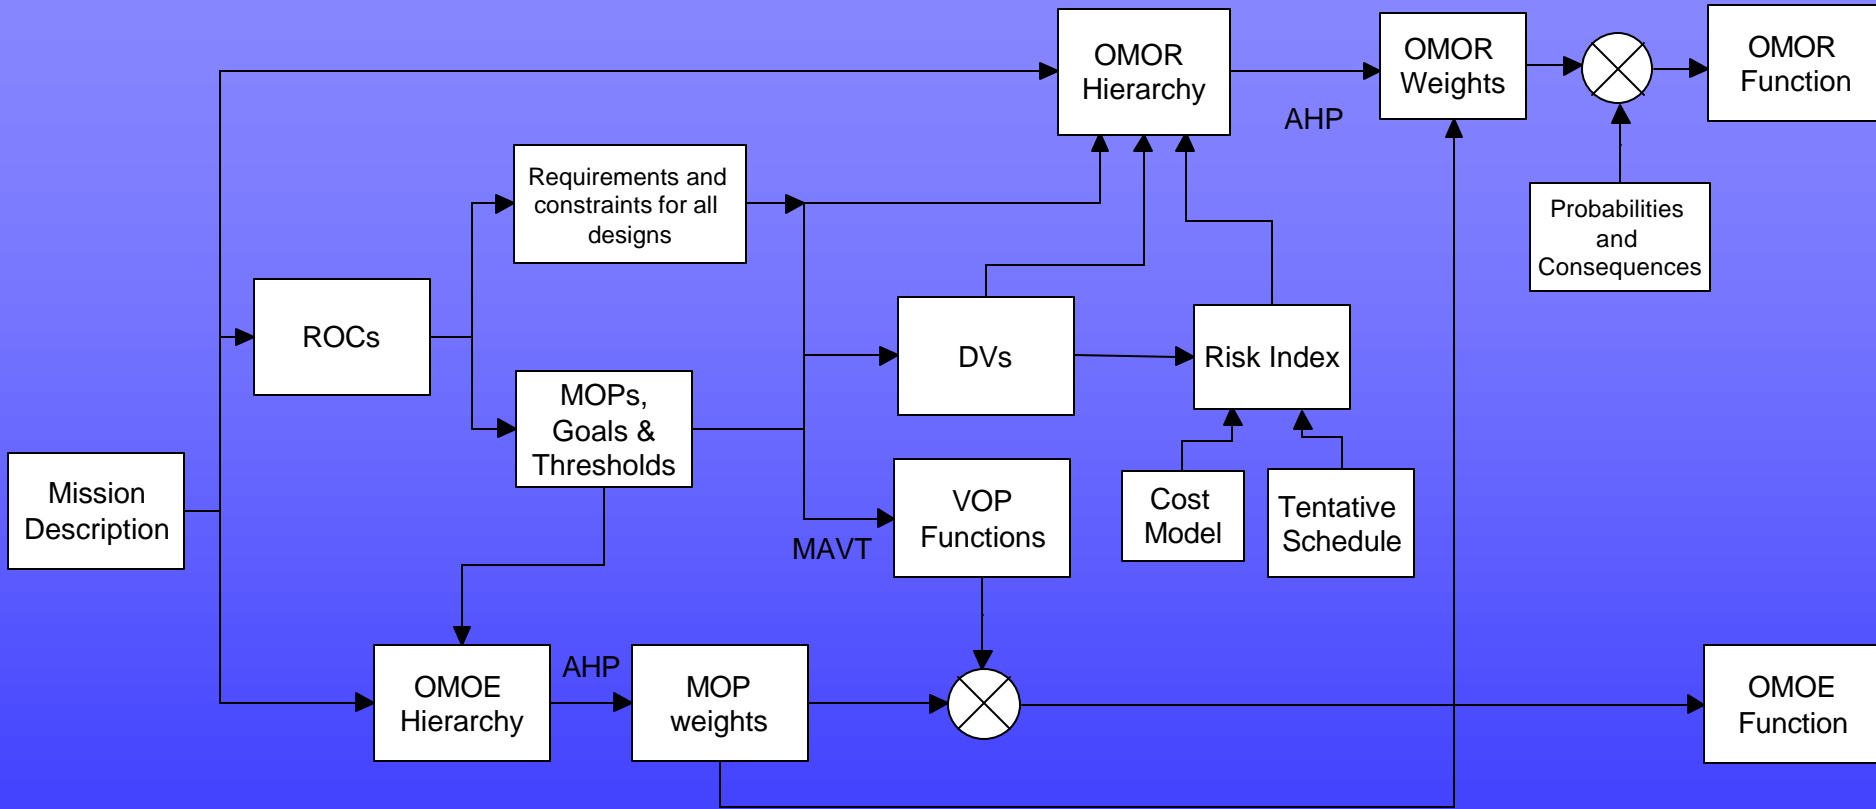 OMOR
Hierarchy
AHP
OMOR
Weights
OMOR
Function
Requirements and
constraints for all
designs
Probabilities
and
Consequences
ROCs
DVs
Risk Index
MOPs,
Goals &
Thresholds
Mission
Description
VOP
Functions
MAVT
Cost
Model
Tentative
Schedule
OMOE
Hierarchy
AHP
MOP
weights
OMOE
Function